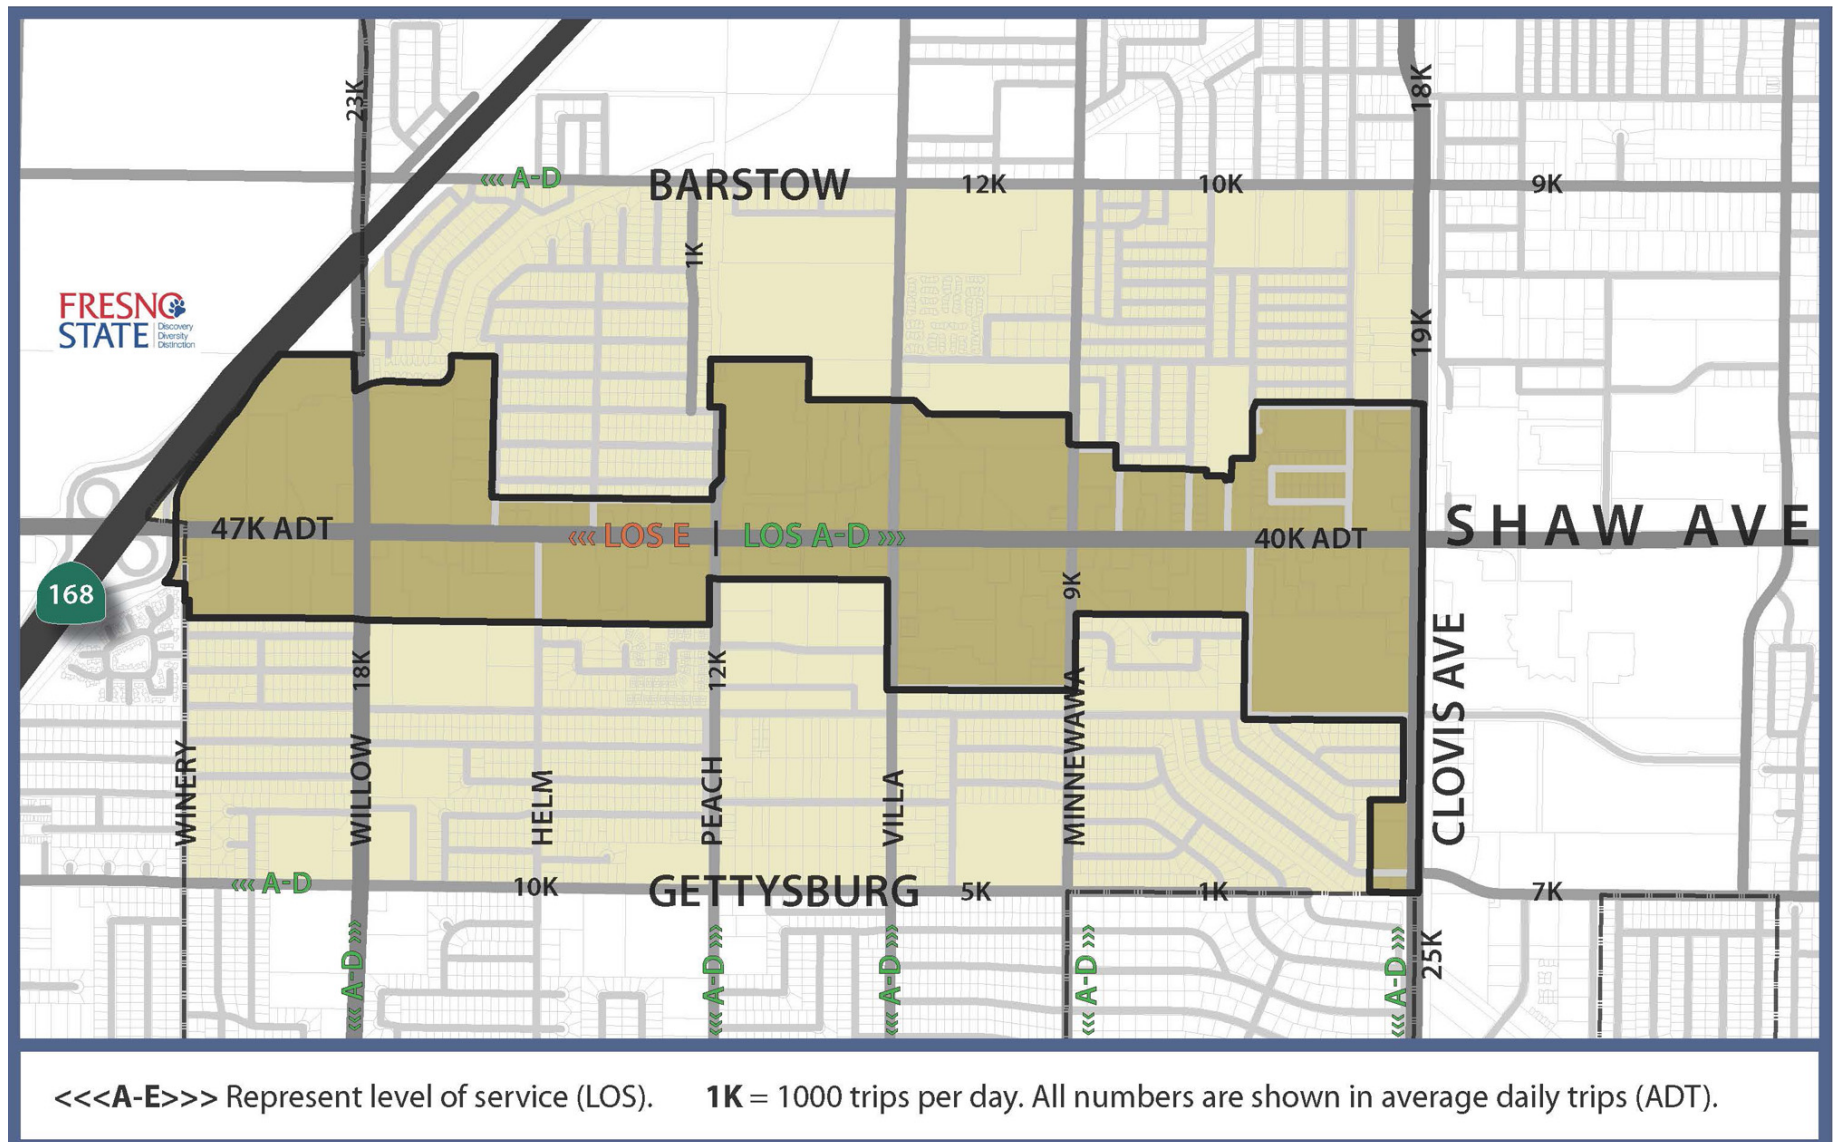 23K
18K
A-D
BARSTOW
12K
10K
9K
1K
FRESNO
STATE
Discovery
Diversity
Distinction
19K
47K ADT
<<< LOS E
LOS A-D >>>
40K ADT
SHAW AVE
168
9K
18K
12K
WINERY
WILLOW
HELM
PEACH
VILLA
MINNEWAWA
CLOVIS AVE
<<< A-D
10K
GETTYSBURG
5K
1K
7K
<<< A-D >>>
<<< A-D >>>
<<< A-D >>>
<<< A-D >>>
<<< A-D >>>
25K
<<<A-E>>> Represent level of service (LOS). 1K = 1000 trips per day. All numbers are shown in average daily trips (ADT).